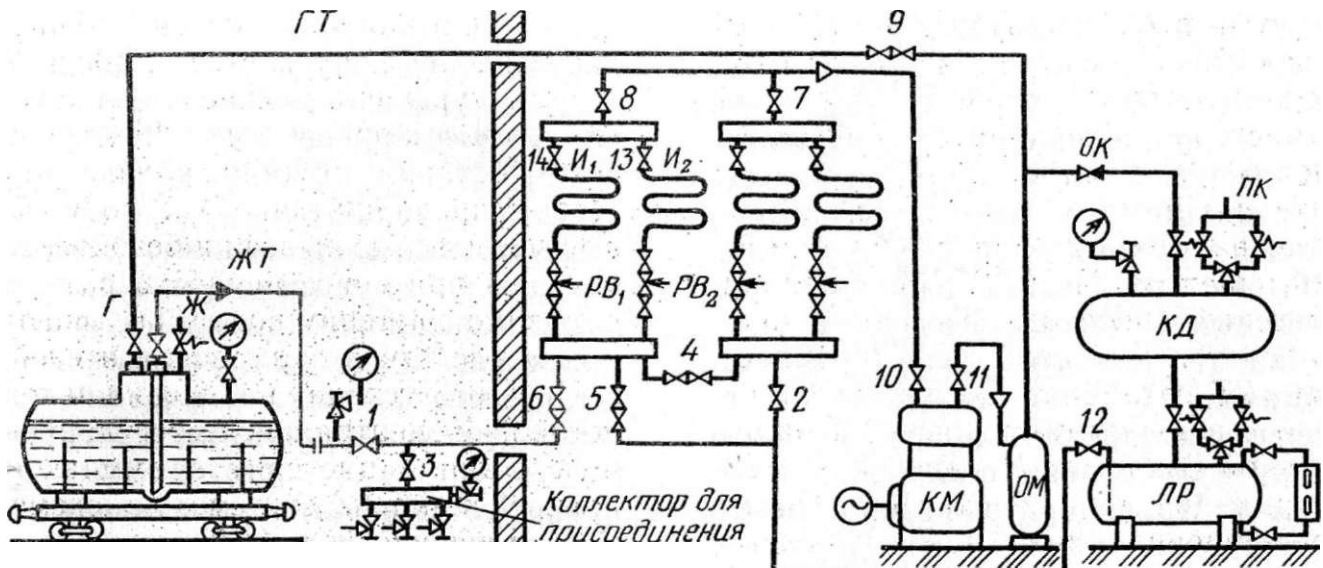 ГТ
9
8
7
ОК
ПК
14
И₁
13
И₂
ЖТ
Г
Ж
РВ₁
РВ₂
КД
4
10
11
1
6
5
2
12
3
КМ
ОМ
ЛР
Коллектор для
присоединения